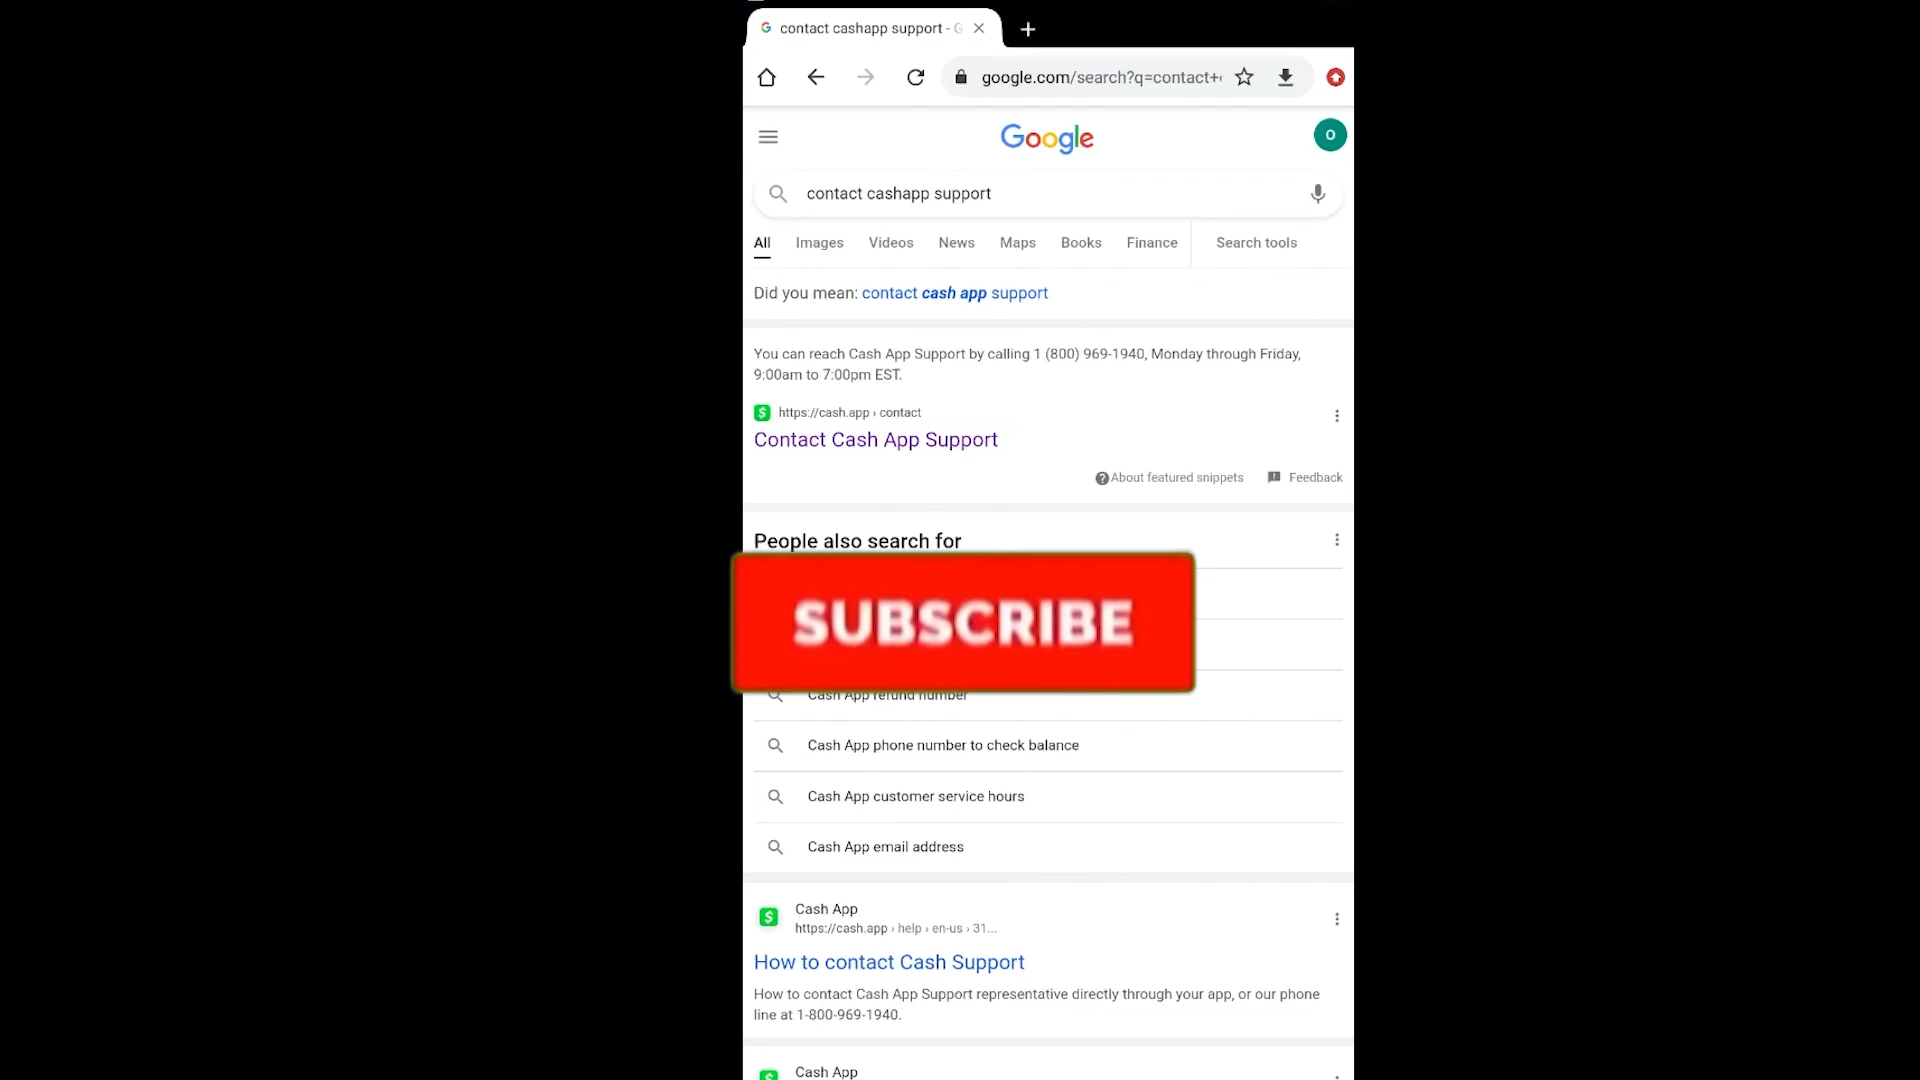 contact cashapp support - G
google.com/search?q=contact+
Google
O
contact cashapp support
All Images Videos News Maps Books Finance Search tools
Did you mean: contact cash app support
You can reach Cash App Support by calling 1 (800) 969-1940, Monday through Friday,
9:00am to 7:00pm EST.
https://cash.app › contact
Contact Cash App Support
About featured snippets Feedback
People also search for
SUBSCRIBE
Cash App refund number
Cash App phone number to check balance
Cash App customer service hours
Cash App email address
Cash App
https://cash.app › help › en-us › 31...
How to contact Cash Support
How to contact Cash App Support representative directly through your app, or our phone
line at 1-800-969-1940.
Cash App